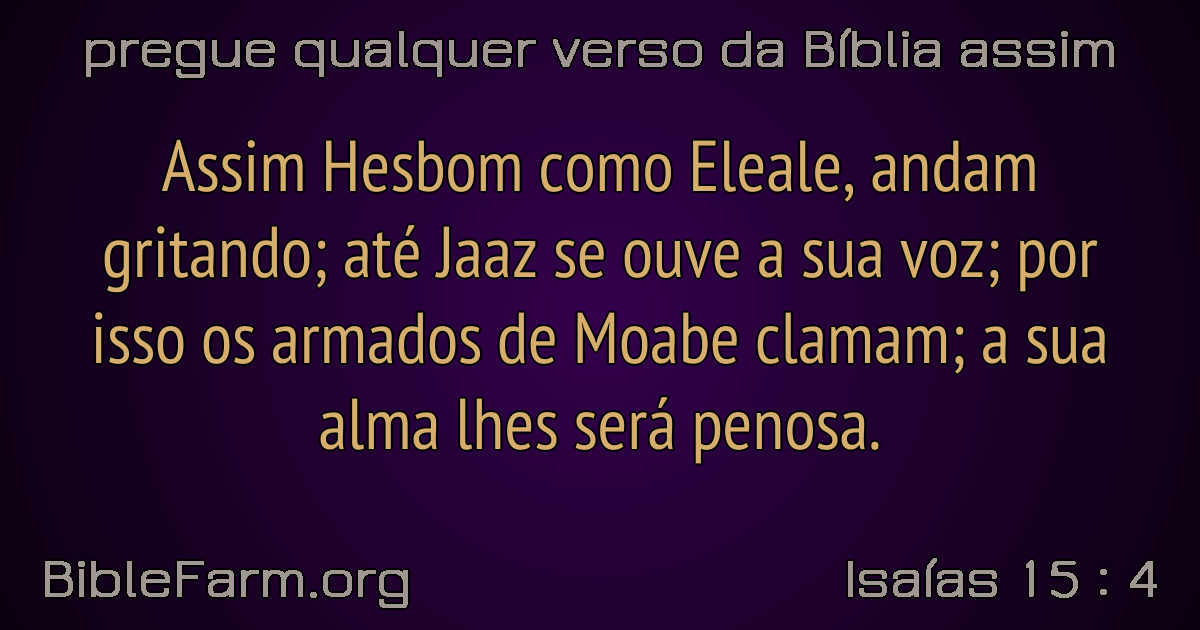 pregue qualquer verso da Bíblia assim
Assim Hesbom como Eleale, andam
gritando; até Jaaz se ouve a sua voz; por
isso os armados de Moabe clamam; a sua
alma lhes será penosa.
BibleFarm.org
Isaías 15 : 4